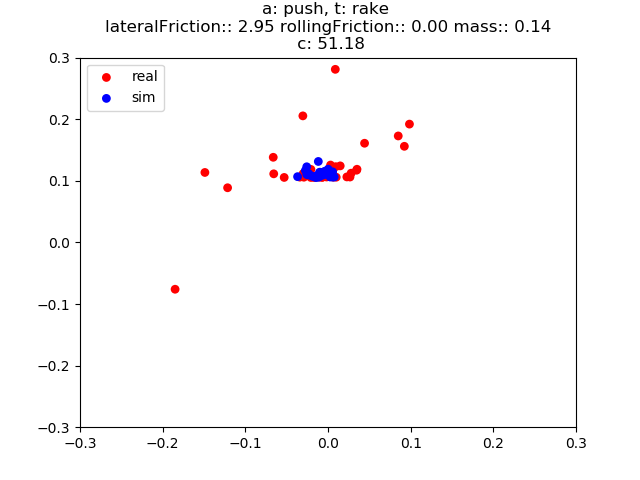 a: push, t: rake
lateralFriction:: 2.95 rollingFriction:: 0.00 mass:: 0.14
c: 51.18
real
sim
0.3
0.2
0.1
0.0
−0.1
−0.2
−0.3
−0.3
−0.2
−0.1
0.0
0.1
0.2
0.3